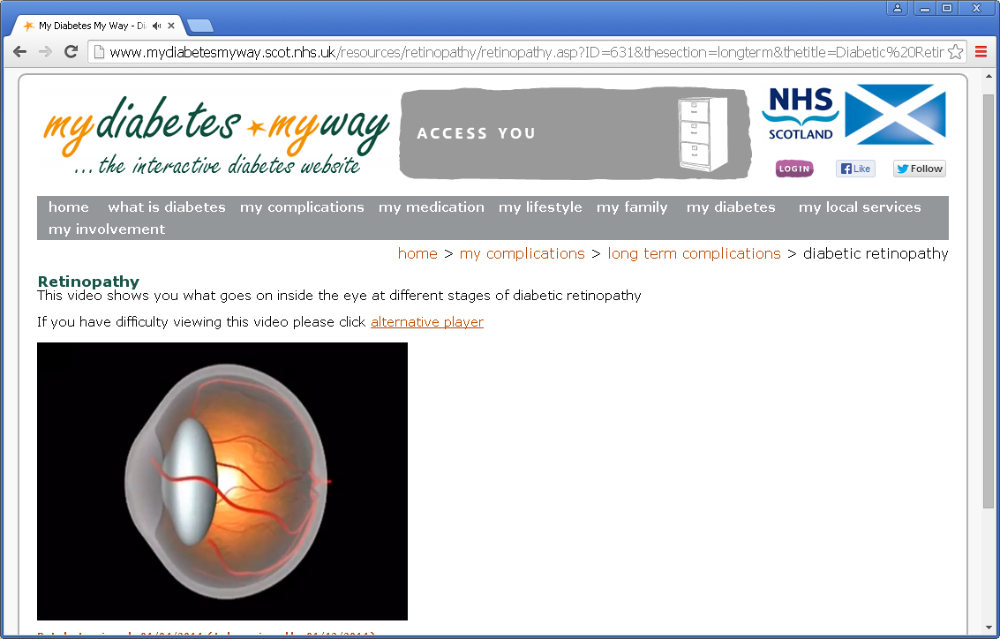 My Diabetes My Way - Di
www.mydiabetesmyway.scot.nhs.uk/resources/retinopathy/retinopathy.asp?ID=631&thesection=longterm&thetitle=Diabetic%20Retir
my diabetes my way
... the interactive diabetes website
ACCESS YOU
NHS
SCOTLAND
LOGIN
Like
Follow
home what is diabetes my complications my medication my lifestyle my family my diabetes my local services
my involvement
home > my complications > long term complications > diabetic retinopathy
Retinopathy
This video shows you what goes on inside the eye at different stages of diabetic retinopathy
If you have difficulty viewing this video please click alternative player